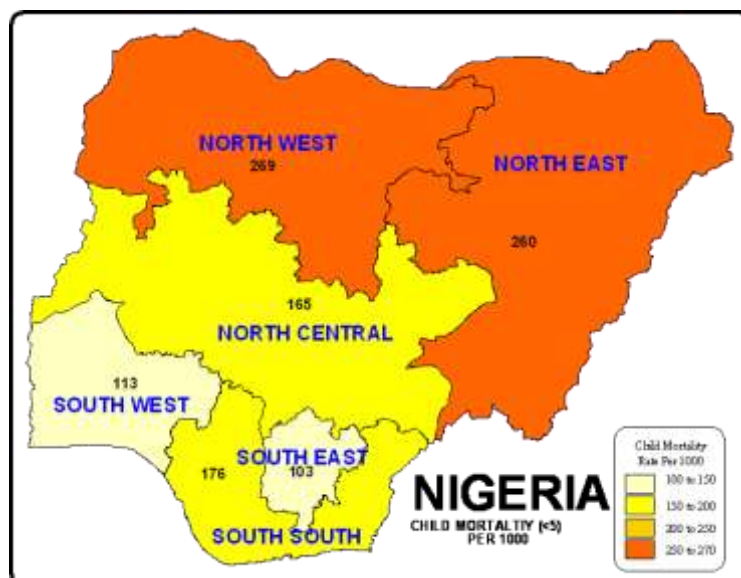 NORTH WEST
269
NORTH EAST
260
165
NORTH CENTRAL
113
SOUTH WEST
SOUTH EAST
176
103
SOUTH SOUTH
NIGERIA
CHILD MORTALTIY (<5)
PER 1000
Child Mortality
Rate Per 1000
100 to 150
150 to 200
200 to 250
250 to 270